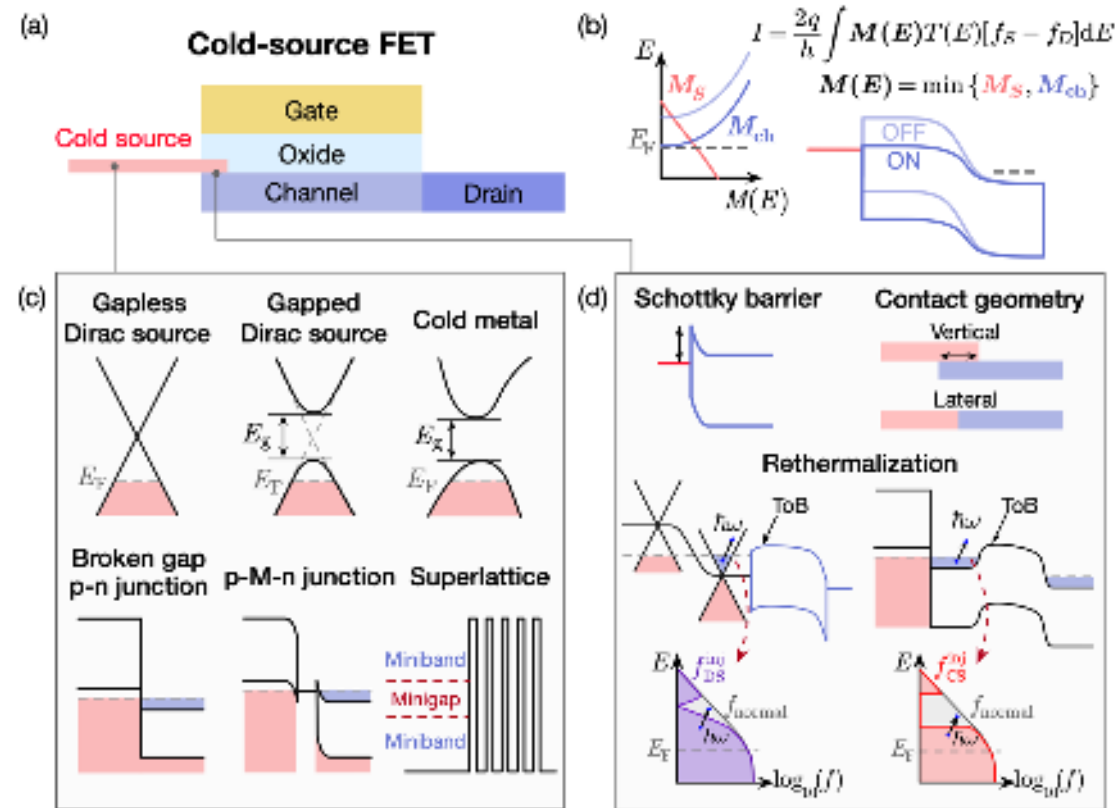 (a)
Cold-source FET
Gate
Cold source
Oxide
Channel
Drain
(b)
E
M_S
M_ch
E_F
M(E)
I = 2q/h ∫ M(E)T(E)[f_S − f_D]dE
M(E) = min {M_S, M_ch}
OFF
ON
(c)
Gapless
Dirac source
Gapped
Dirac source
Cold metal
E_F
E_g
E_F
E_g
E_F
Broken gap
p-n junction
p-M-n junction
Superlattice
Miniband
Minigap
Miniband
(d)
Schottky barrier
Contact geometry
Vertical
Lateral
Rethermalization
ħω
ToB
ħω
ToB
E
f_DS^inj
f_normal
ħω
E_F
log₁₀(f)
E
f_CS^inj
f_normal
ħω
E_F
log₁₀(f)